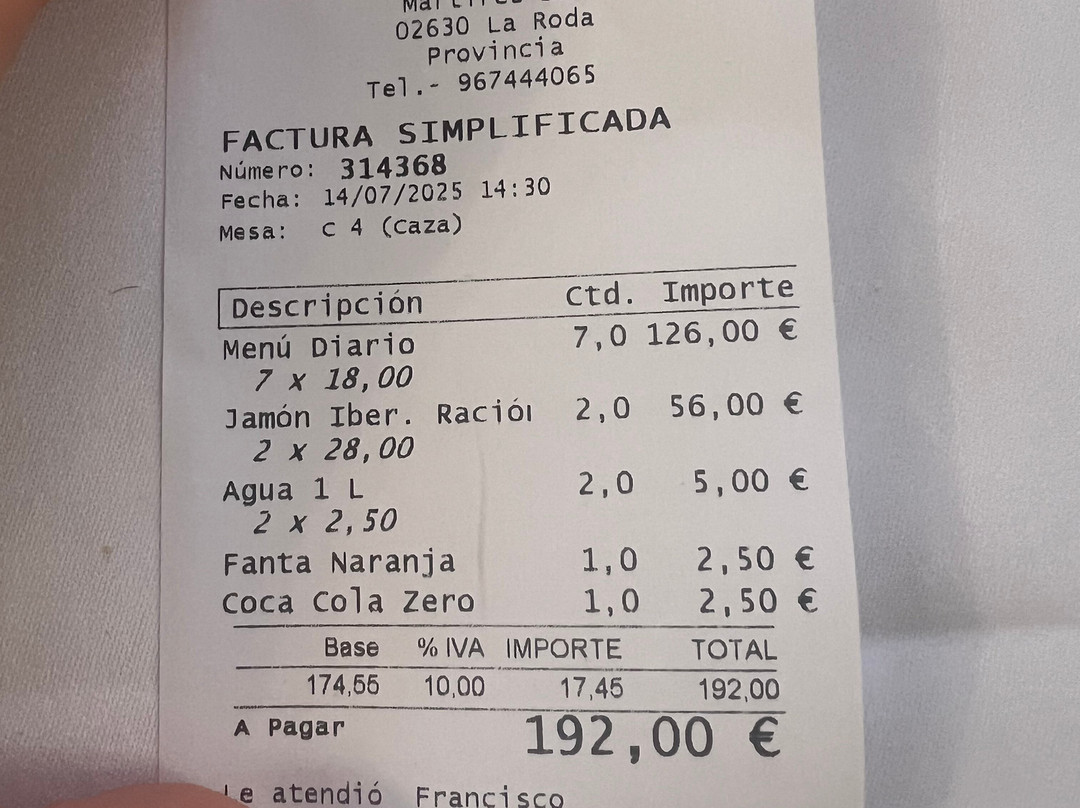 02630 La Roda
Provincia
Tel.- 967444065
FACTURA SIMPLIFICADA
Número: 314368
Fecha: 14/07/2025 14:30
Mesa: C 4 (Caza)
Descripción Ctd. Importe
Menú Diario 7,0 126,00 €
7 x 18,00
Jamón Iber. Ración 2,0 56,00 €
2 x 28,00
Agua 1 L 2,0 5,00 €
2 x 2,50
Fanta Naranja 1,0 2,50 €
Coca Cola Zero 1,0 2,50 €
Base % IVA IMPORTE TOTAL
174,55 10,00 17,45 192,00
A Pagar 192,00 €
Le atendió Francisco